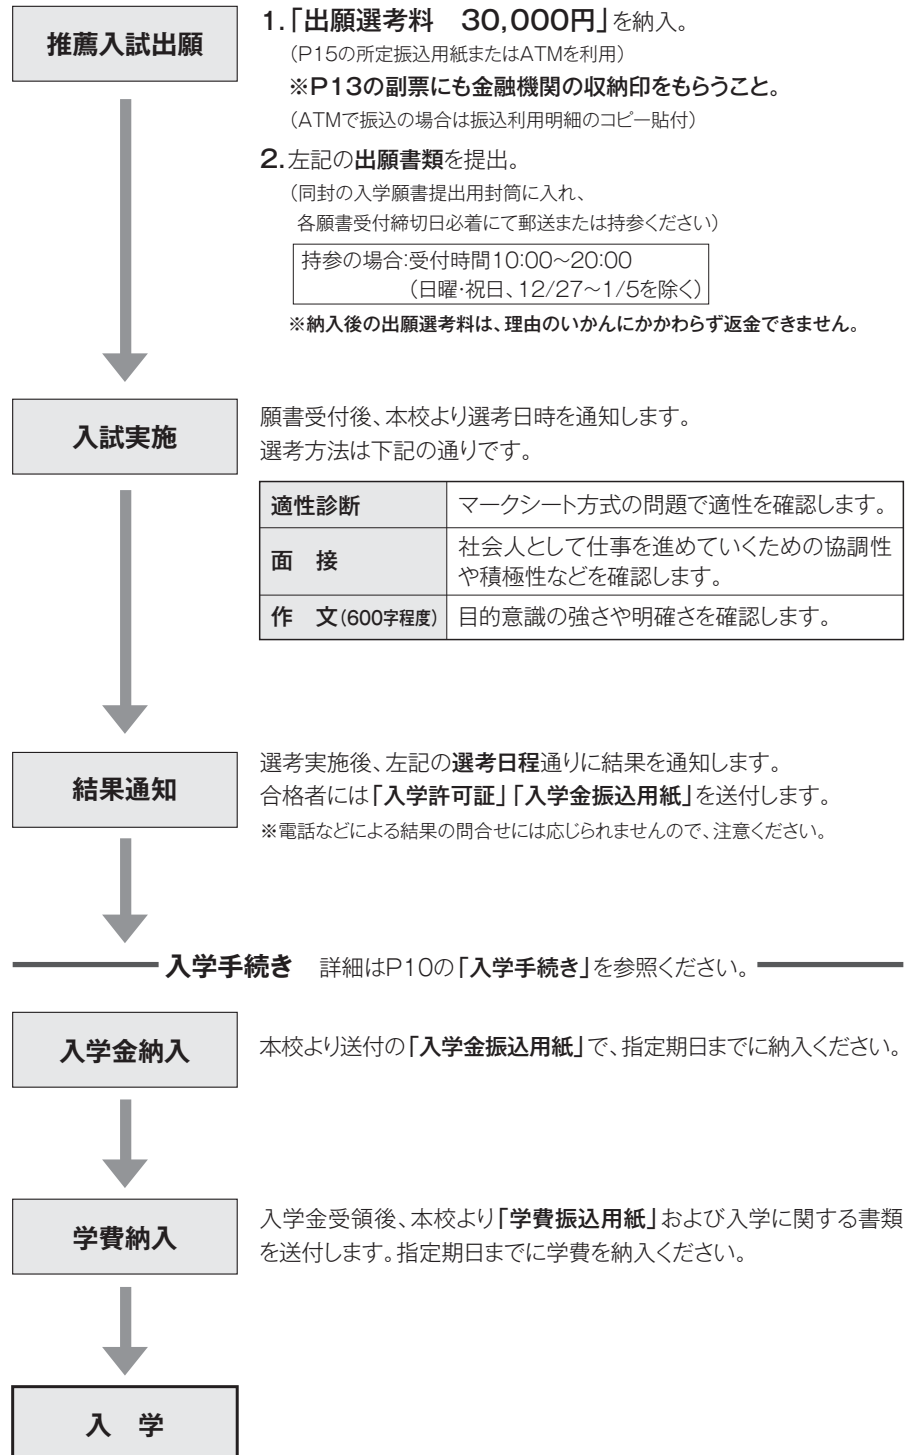 推薦入試出願
1.「出願選考料　30,000円」を納入。
（P15の所定振込用紙またはATMを利用）
※P13の副票にも金融機関の収納印をもらうこと。
（ATMで振込の場合は振込利用明細のコピー貼付）
2.左記の出願書類を提出。
（同封の入学願書提出用封筒に入れ、
各願書受付締切日必着にて郵送または持参ください）
持参の場合:受付時間10:00～20:00
（日曜・祝日、12/27～1/5を除く）
※納入後の出願選考料は、理由のいかんにかかわらず返金できません。
入試実施
願書受付後、本校より選考日時を通知します。
選考方法は下記の通りです。
適性診断　マークシート方式の問題で適性を確認します。
面　接　社会人として仕事を進めていくための協調性
や積極性などを確認します。
作　文（600字程度）　目的意識の強さや明確さを確認します。
結果通知
選考実施後、左記の選考日程通りに結果を通知します。
合格者には「入学許可証」「入学金振込用紙」を送付します。
※電話などによる結果の問合せには応じられませんので、注意ください。
入学手続き　詳細はP10の「入学手続き」を参照ください。
入学金納入
本校より送付の「入学金振込用紙」で、指定期日までに納入ください。
学費納入
入学金受領後、本校より「学費振込用紙」および入学に関する書類
を送付します。指定期日までに学費を納入ください。
入　学